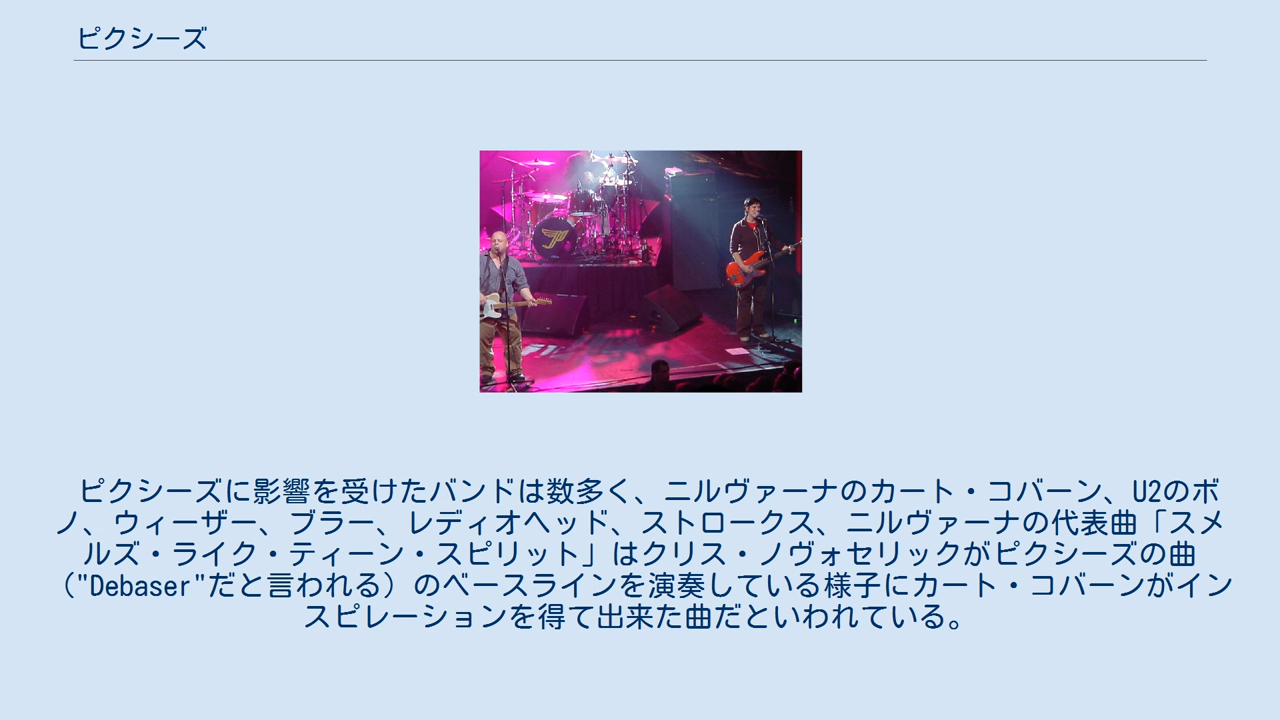 ピクシーズ
ピクシーズに影響を受けたバンドは数多く、ニルヴァーナのカート・コバーン、U2のボ
ノ、ウィーザー、ブラー、レディオヘッド、ストロークス、ニルヴァーナの代表曲「スメ
ルズ・ライク・ティーン・スピリット」はクリス・ノヴォセリックがピクシーズの曲
（"Debaser"だと言われる）のベースラインを演奏している様子にカート・コバーンがイン
スピレーションを得て出来た曲だといわれている。